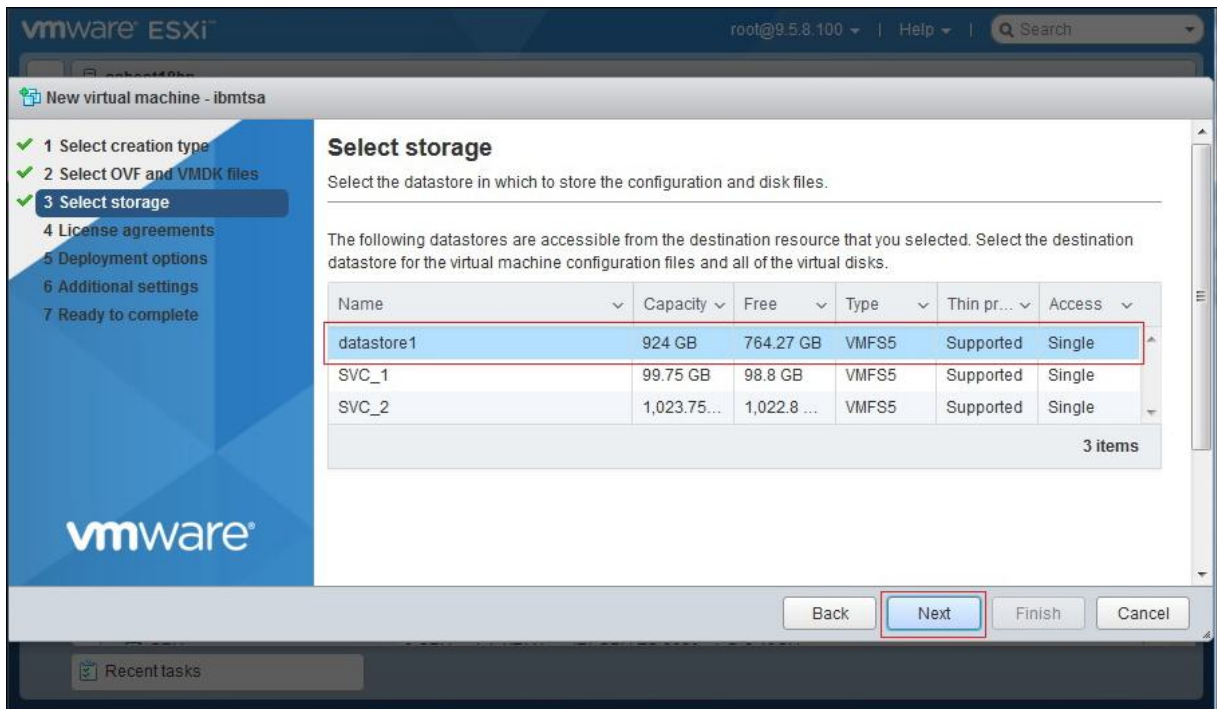 vmware ESXi™
root@9.5.8.100 | Help | Search
New virtual machine - ibmtsa
1 Select creation type
2 Select OVF and VMDK files
3 Select storage
4 License agreements
5 Deployment options
6 Additional settings
7 Ready to complete
vmware®
Select storage
Select the datastore in which to store the configuration and disk files.
The following datastores are accessible from the destination resource that you selected. Select the destination
datastore for the virtual machine configuration files and all of the virtual disks.
Name Capacity Free Type Thin pr... Access
datastore1 924 GB 764.27 GB VMFS5 Supported Single
SVC_1 99.75 GB 98.8 GB VMFS5 Supported Single
SVC_2 1,023.75... 1,022.8 ... VMFS5 Supported Single
3 items
Back Next Finish Cancel
Recent tasks